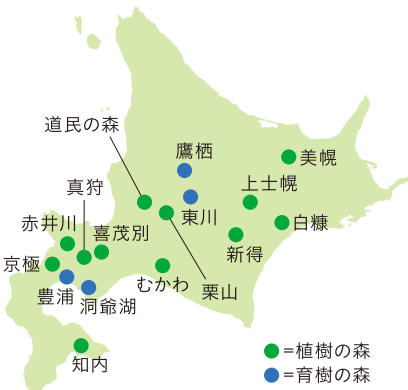 道民の森
鷹栖
美幌
真狩
上士幌
東川
赤井川
喜茂別
白糠
新得
京極
むかわ
栗山
豊浦
洞爺湖
知内
=植樹の森
=育樹の森